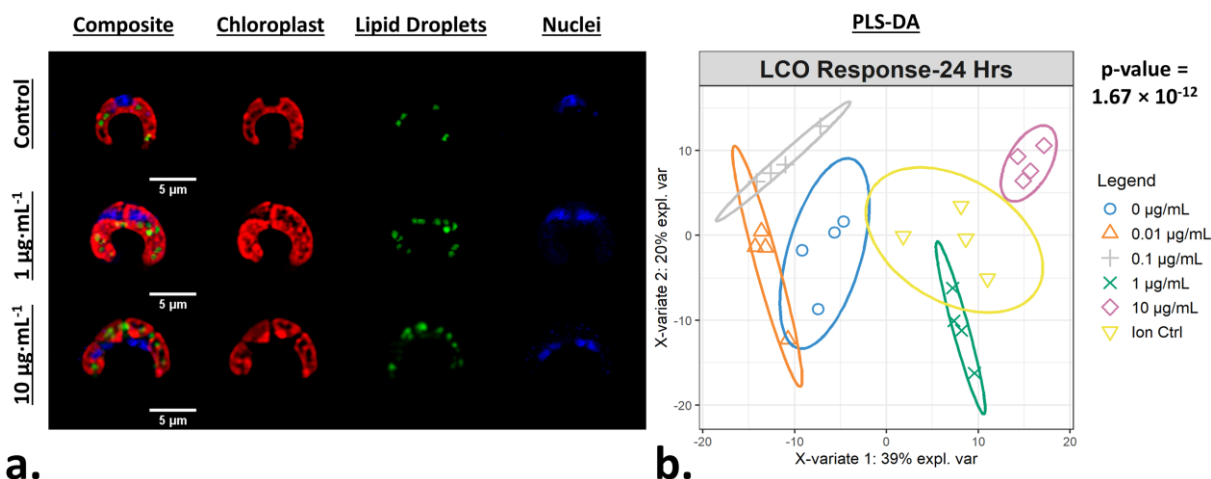 Composite Chloroplast Lipid Droplets Nuclei
Control
5 μm
1 μg·mL-1
5 μm
10 μg·mL-1
5 μm
a.
PLS-DA
LCO Response-24 Hrs
p-value =
1.67 × 10-12
X-variate 2: 20% expl. var
10
0
-10
-20
-20 -10 0 10 20
X-variate 1: 39% expl. var
Legend
0 μg/mL
0.01 μg/mL
0.1 μg/mL
1 μg/mL
10 μg/mL
Ion Ctrl
b.